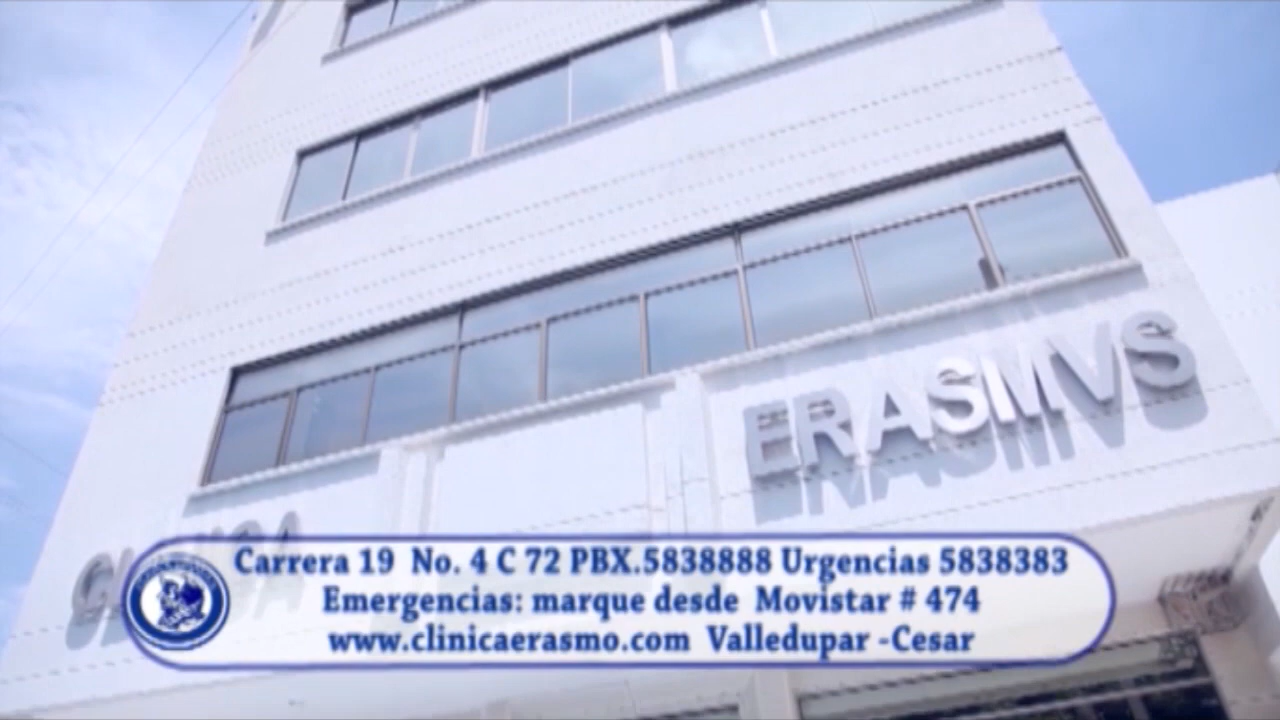 ERASMVS
Carrera 19 No. 4 C 72 PBX.5838888 Urgencias 5838383
Emergencias: marque desde Movistar # 474
www.clinicaerasmo.com Valledupar -Cesar